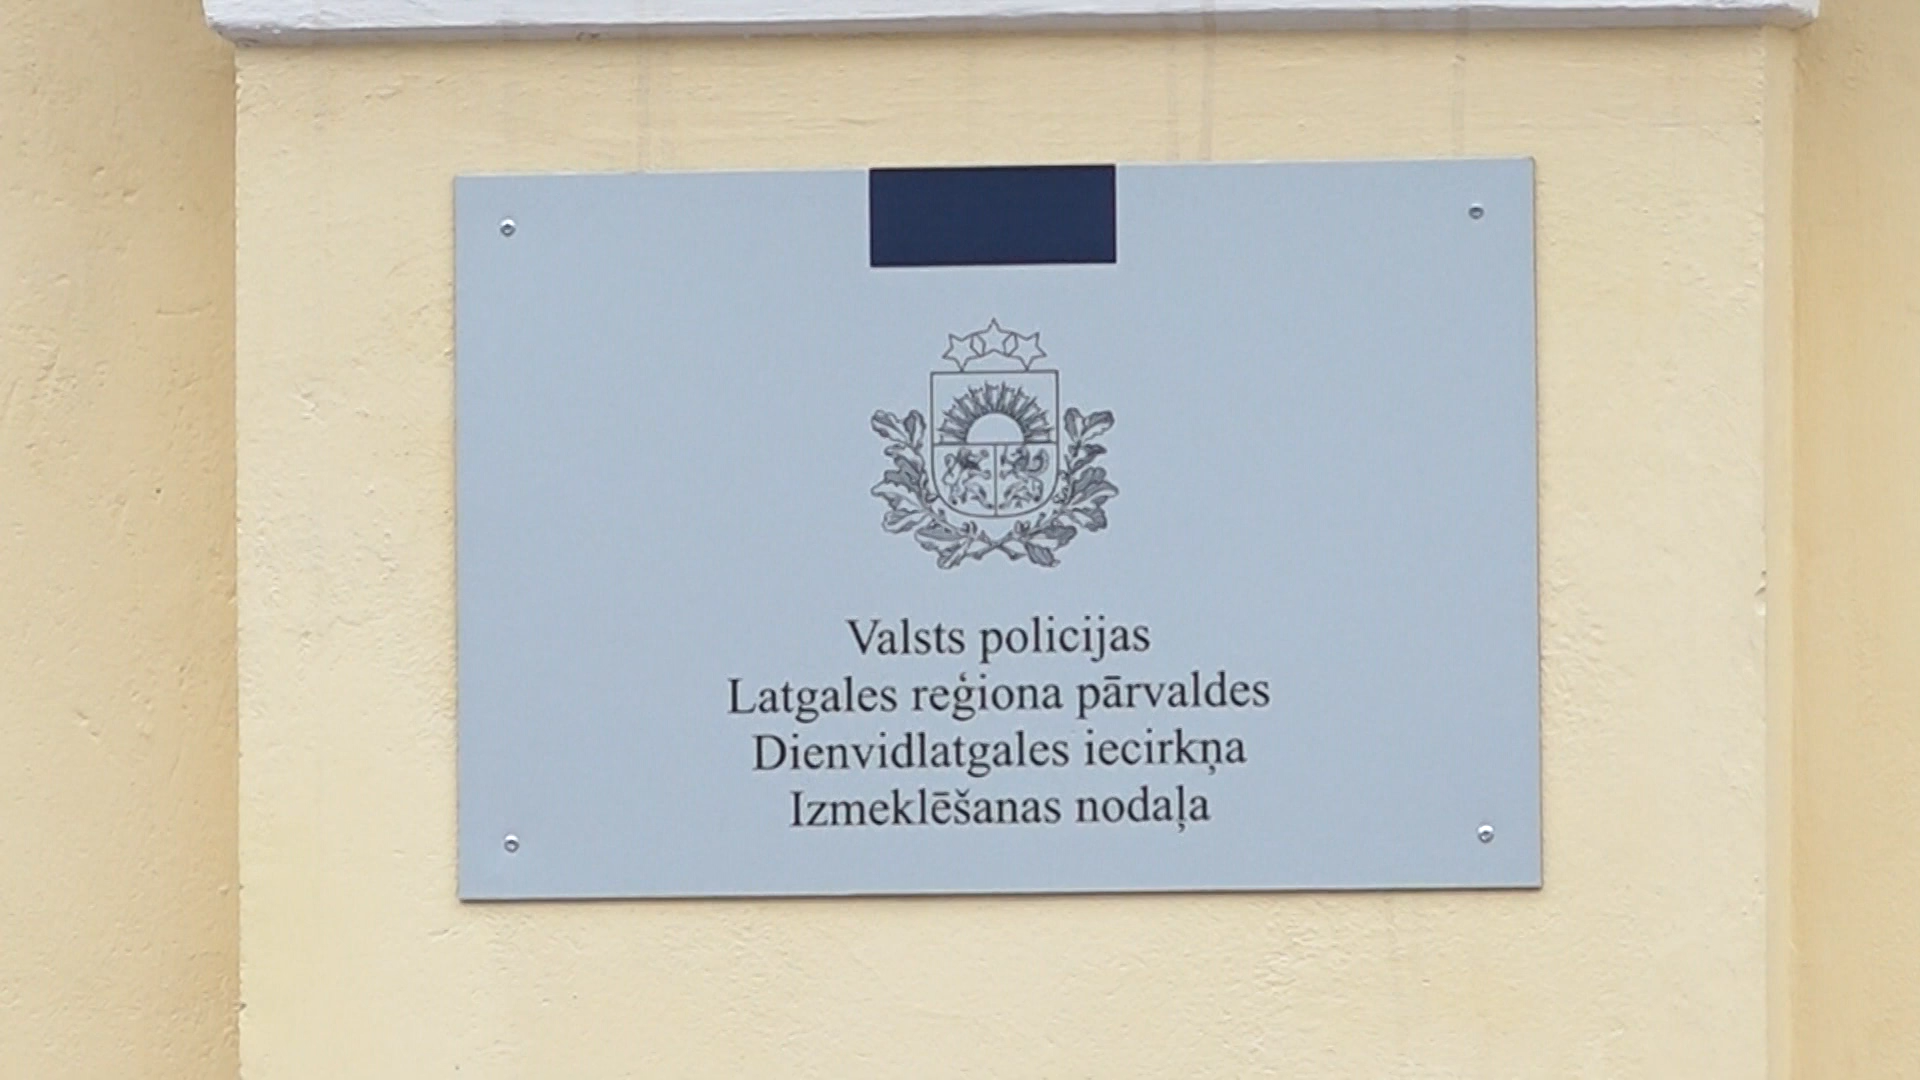 Valsts policijas
Latgales reģiona pārvaldes
Dienvidlatgales iecirkņa
Izmeklēšanas nodaļa